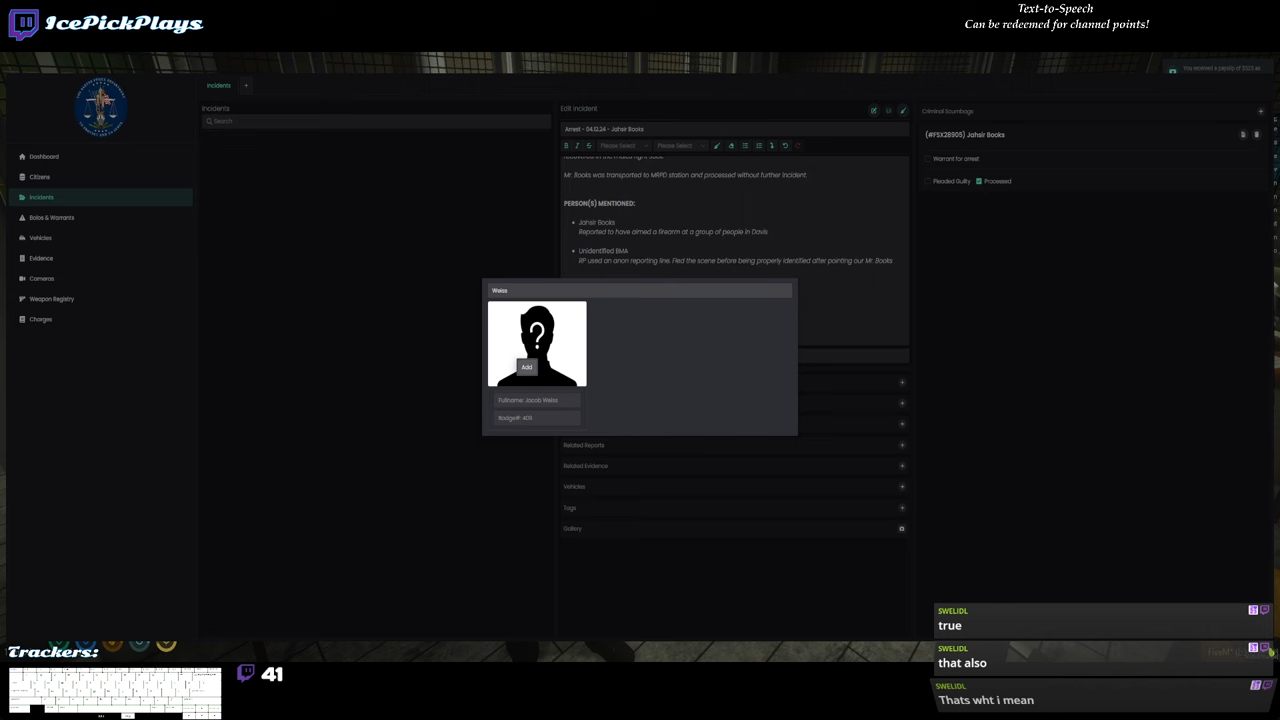 IcePickPlays
Text-to-Speech
Can be redeemed for channel points!
Incidents
Incidents
Search
Dashboard
Citizens
Incidents
Bolos & Warrants
Vehicles
Evidence
Cameras
Weapon Registry
Charges
Edit Incident
Arrest - 04.12.24 - Jahsir Books
B I S Please Select Please Select
Mr. Books was transported to MRPD station and processed without further incident.
PERSON(S) MENTIONED:
Jahsir Books
Reported to have aimed a firearm at a group of people in Davis
Unidentified BMA
RP used an anon reporting line. Fled the scene before being properly identified after pointing our Mr. Books
Weiss
Add
Fullname: Jacob Weiss
Related Reports
Related Evidence
Vehicles
Tags
Gallery
Criminal Scumbags
(#FSX28905) Jahsir Books
Warrant for arrest
Pleaded Guilty Processed
SWELIDL
true
SWELIDL
that also
SWELIDL
Thats wht i mean
Trackers:
41